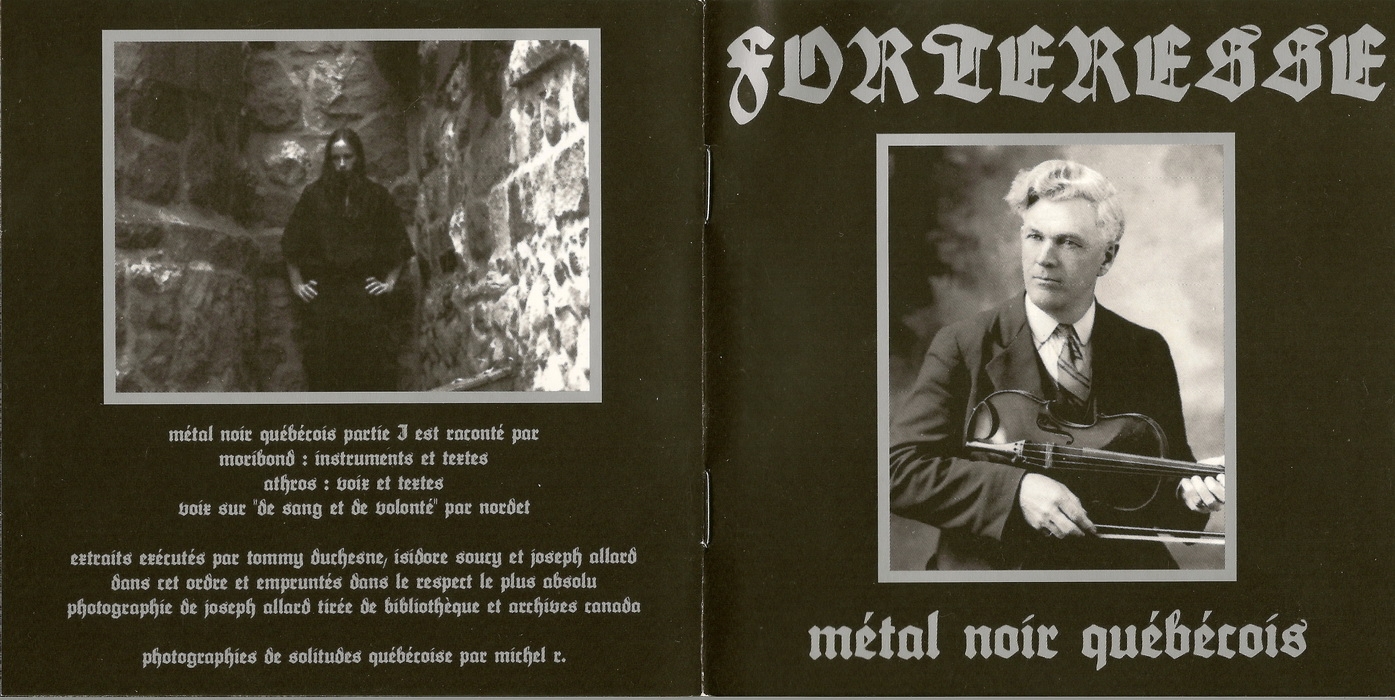 métal noir québécois partie I est raconté par
moribond : instruments et textes
athros : voix et textes
voix sur "de sang et de volonté" par nordet
extraits exécutés par tommy duchesne, isidore soucy et joseph allard
dans cet ordre et empruntés dans le respect le plus absolu
photographie de joseph allard tirée de bibliothèque et archives canada
photographies de solitudes québécoise par michel r.
FORTERESSE
métal noir québécois